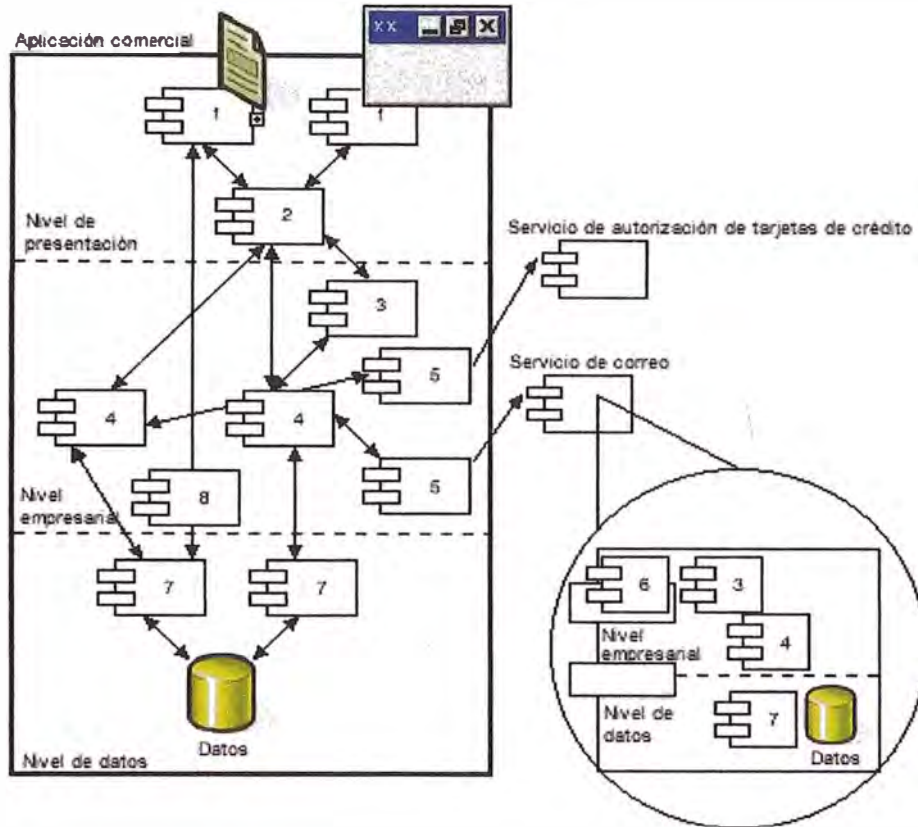 Aplicación comercial
xx
1
1
2
Nivel de
presentación
Servicio de autorización de tarjetas de crédito
3
Servicio de correo
5
4
4
5
8
Nivel
empresarial
7
7
Datos
Nivel de datos
6
3
4
Nivel
empresarial
Nivel de
datos
7
Datos